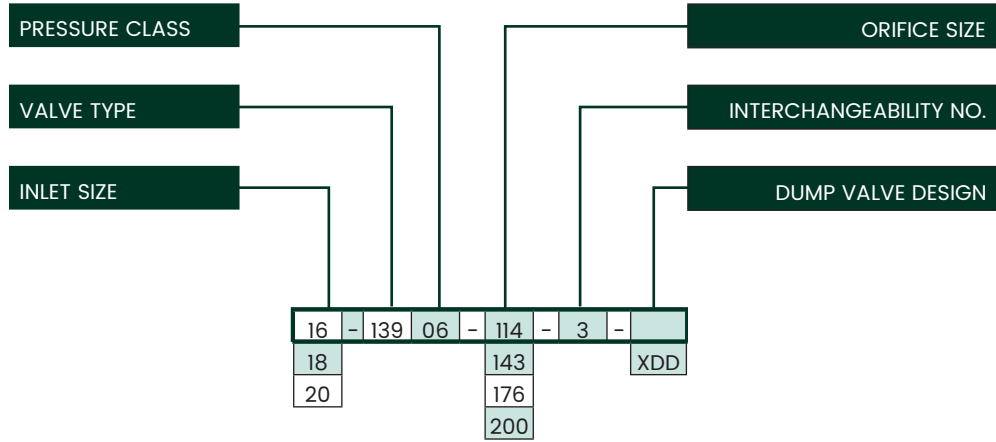 PRESSURE CLASS
ORIFICE SIZE
VALVE TYPE
INTERCHANGEABILITY NO.
INLET SIZE
DUMP VALVE DESIGN
16 - 139 06 - 114 - 3 -
18 143 XDD
20 176
200